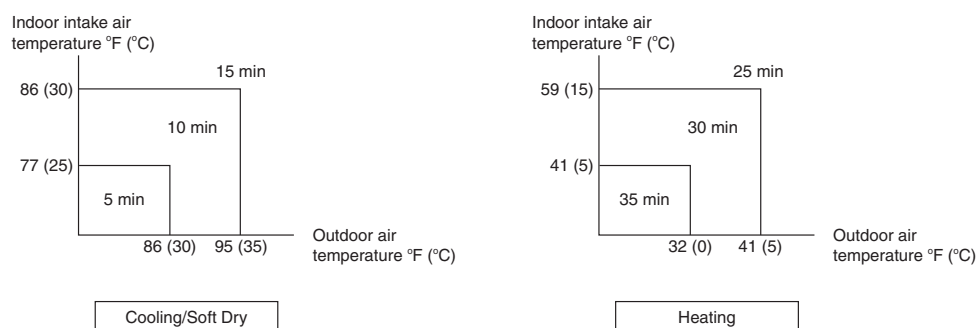 Indoor intake air
temperature °F (°C)
15 min
86 (30)
10 min
77 (25)
5 min
86 (30)
95 (35)
Outdoor air
temperature °F (°C)
Cooling/Soft Dry
Indoor intake air
temperature °F (°C)
25 min
59 (15)
30 min
41 (5)
35 min
32 (0)
41 (5)
Outdoor air
temperature °F (°C)
Heating